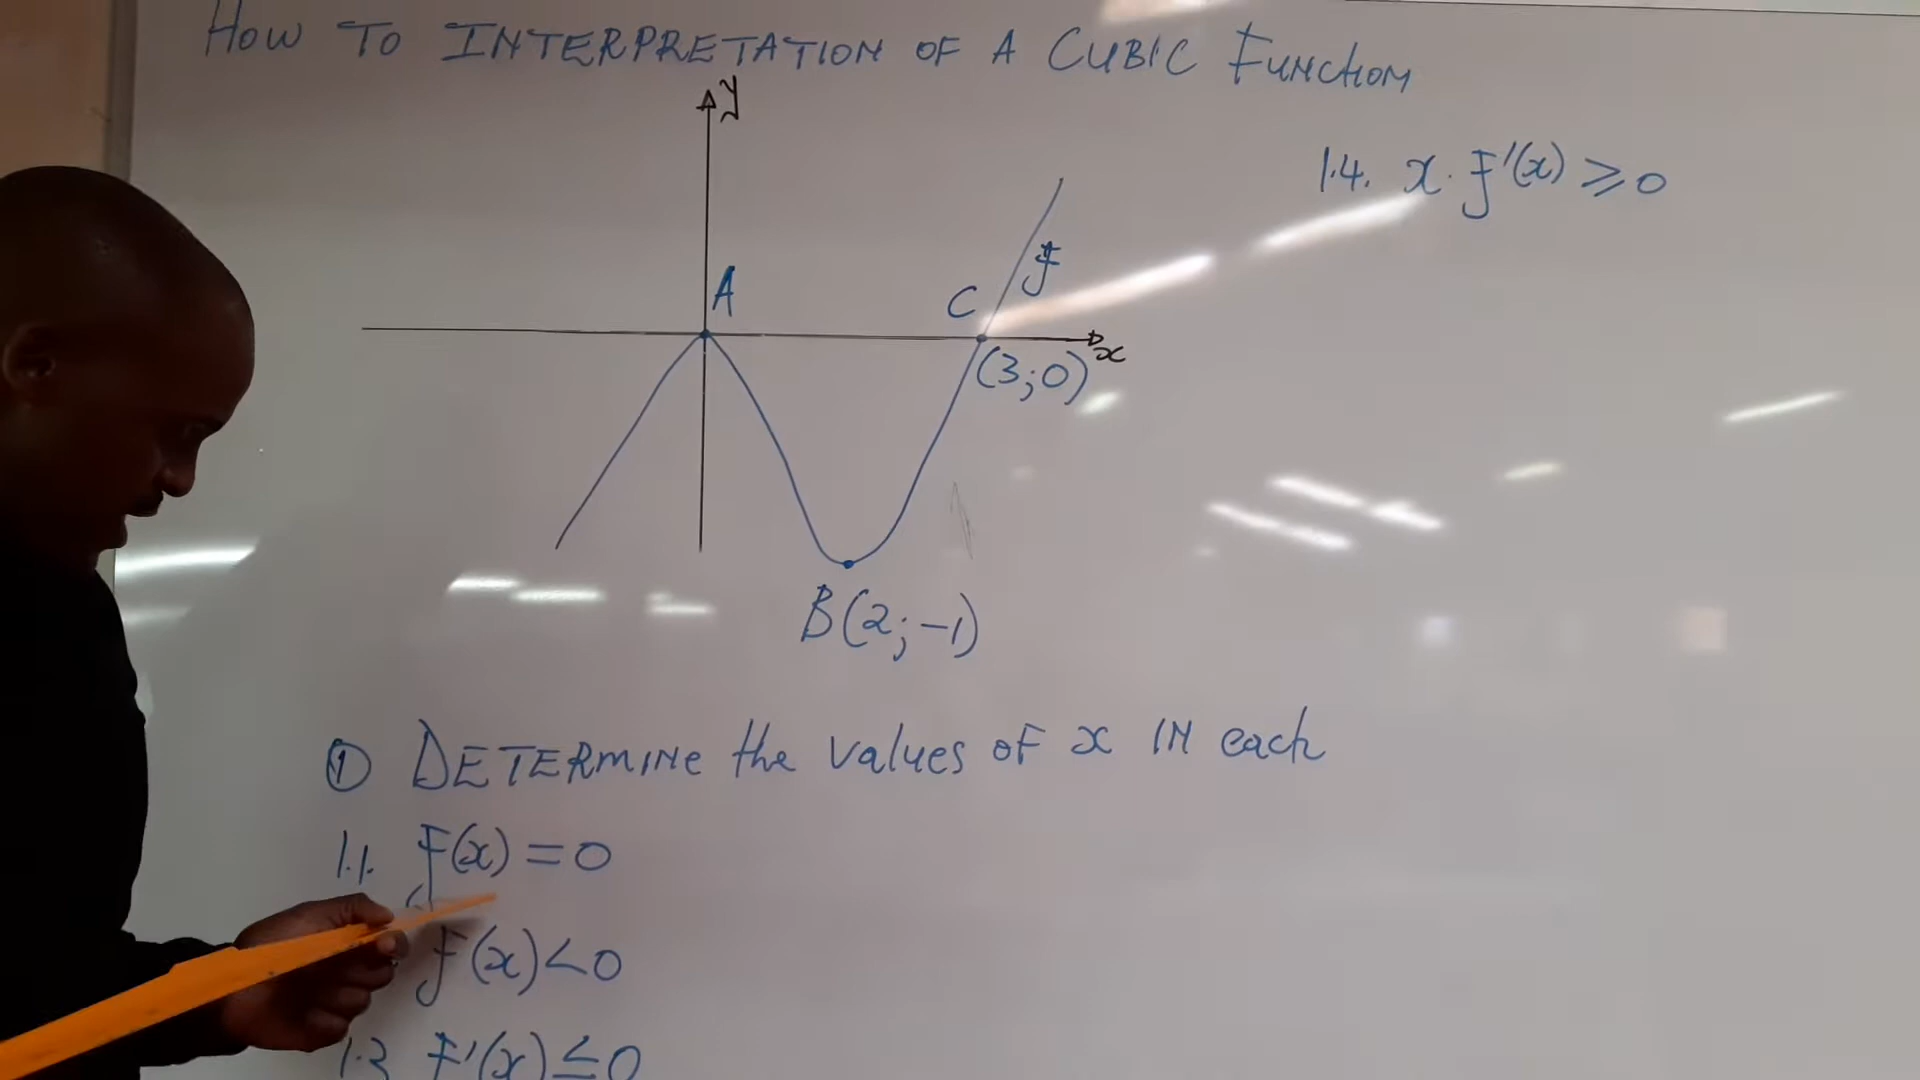 HOW TO INTERPRETATION OF A CUBIC FUNCTION
y
1.4. x. f'(x) ≥ 0
A
C
f
x
(3;0)
B(2;-1)
① DETERMINE the values of x IN each
1.1. f(x) = 0
f(x) < 0
1.3 f'(x) ≤ 0